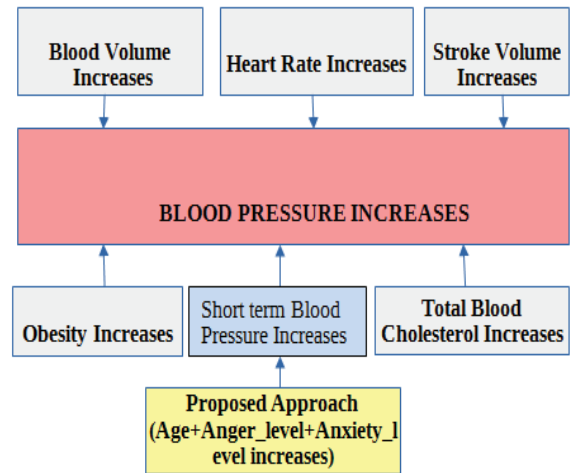 Blood Volume
Increases
Heart Rate Increases
Stroke Volume
Increases
BLOOD PRESSURE INCREASES
Obesity Increases
Short term Blood
Pressure Increases
Total Blood
Cholesterol Increases
Proposed Approach
(Age+Anger_level+Anxiety_l
evel increases)